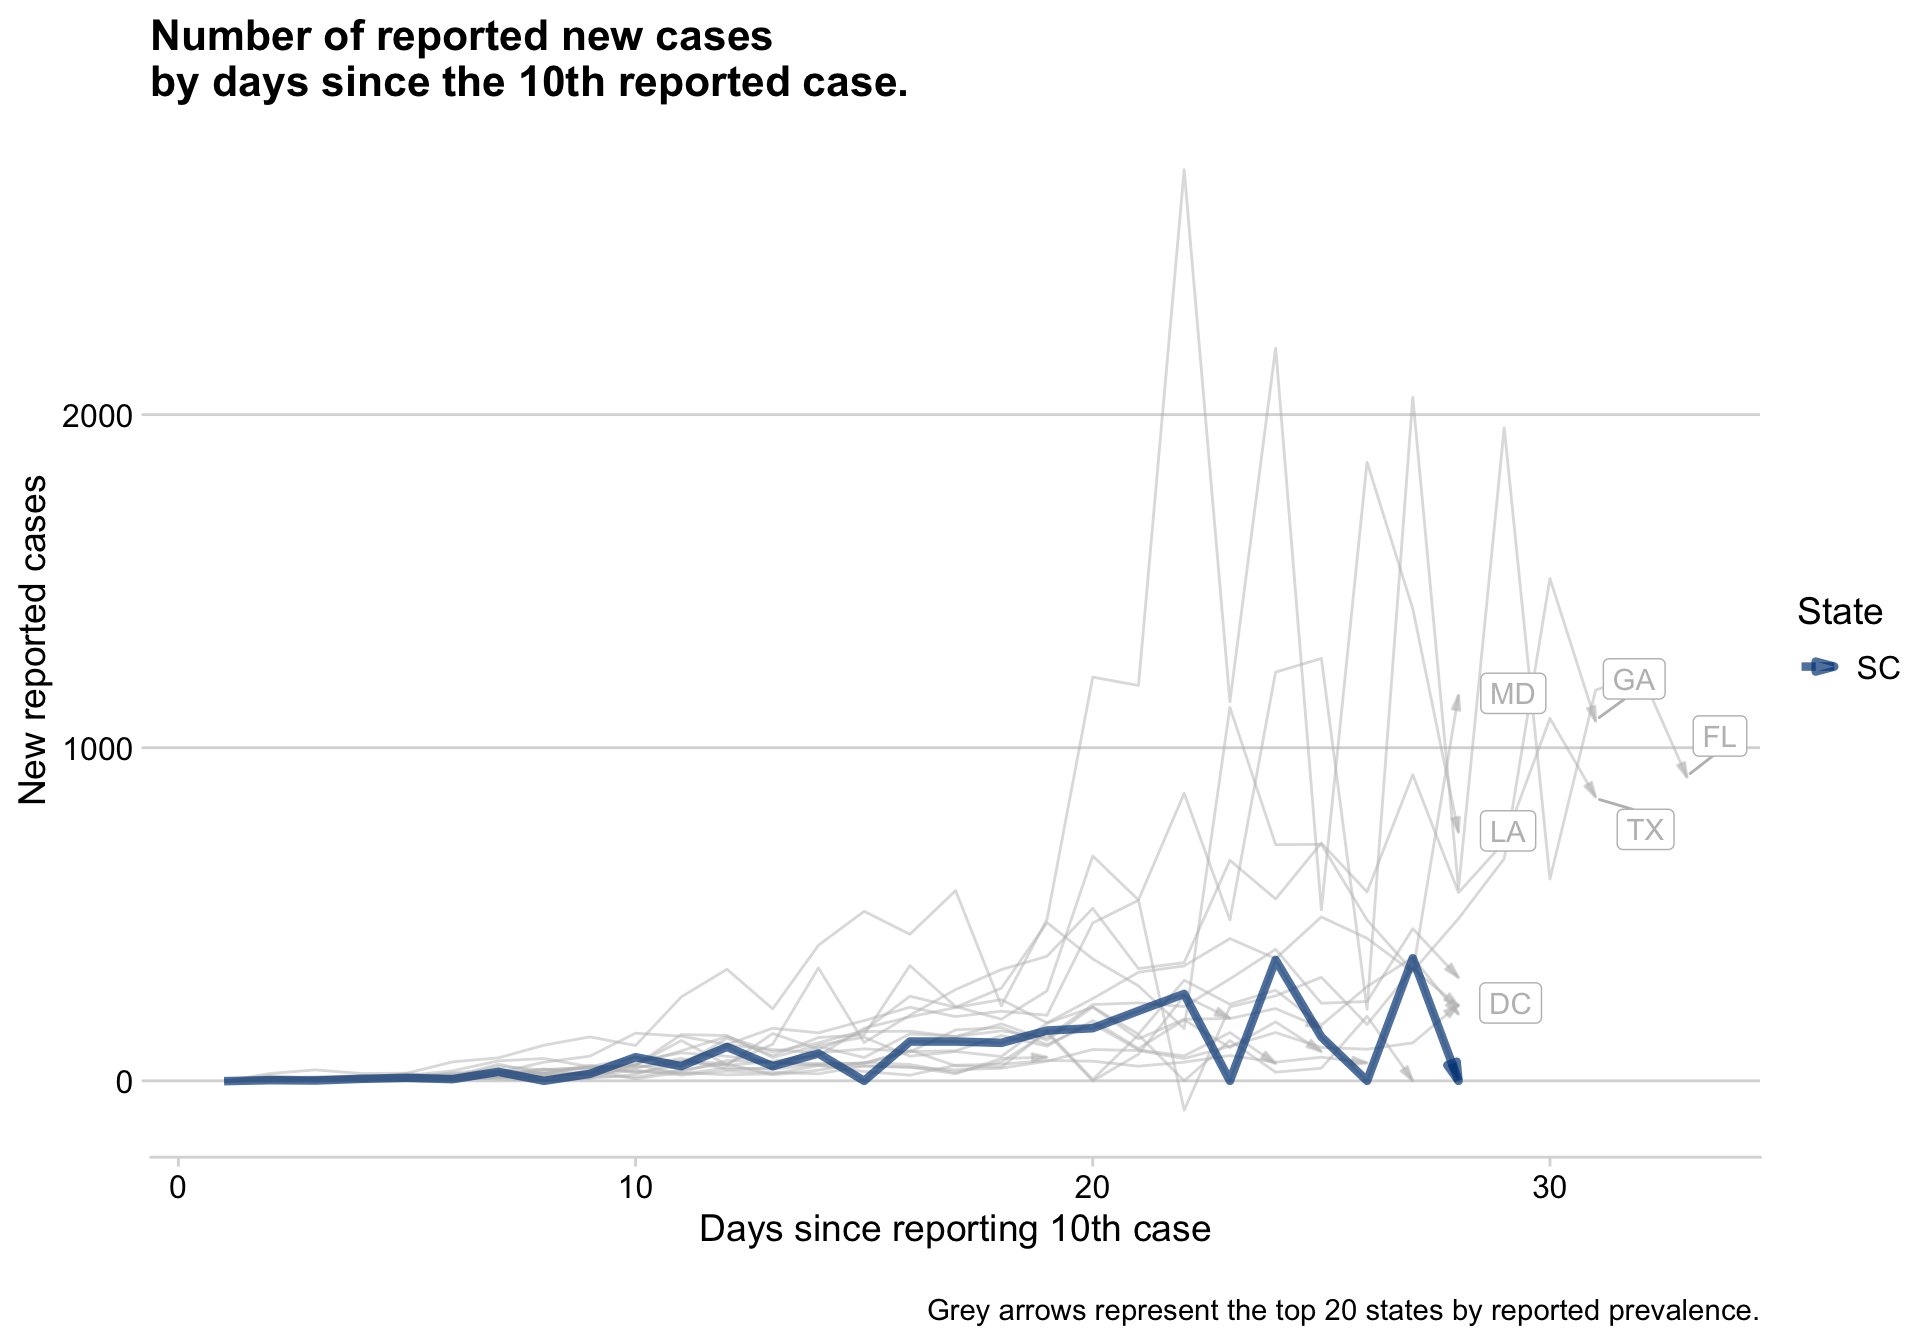 Number of reported new cases
by days since the 10th reported case.
New reported cases
2000
1000
0
MD
GA
FL
LA
TX
DC
State
SC
0
10
20
30
Days since reporting 10th case
Grey arrows represent the top 20 states by reported prevalence.